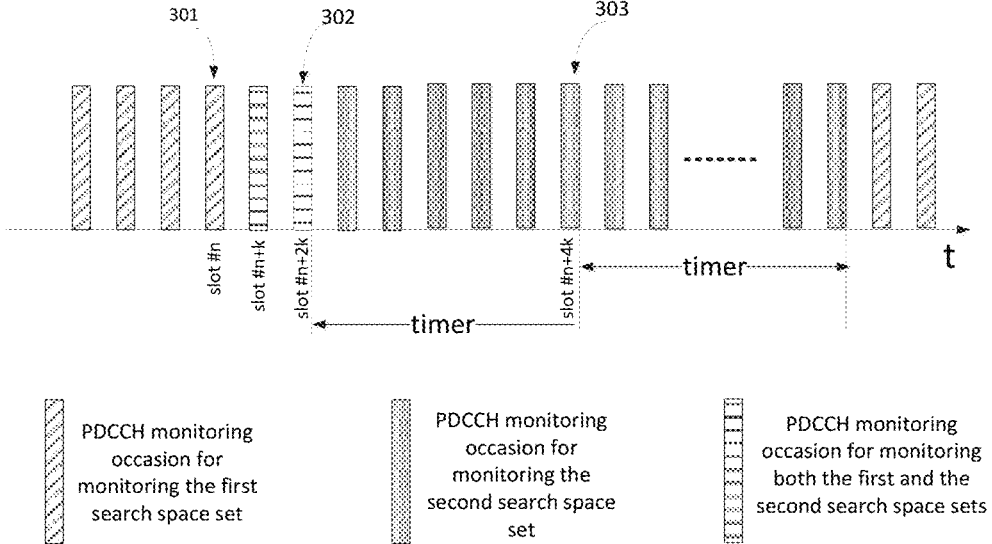 301
302
303
slot #n
slot #n+k
slot #n+2k
slot #n+4k
t
timer
timer
PDCCH monitoring
occasion for
monitoring the first
search space set
PDCCH monitoring
occasion for
monitoring the
second search space
set
PDCCH monitoring
occasion for monitoring
both the first and the
second search space sets